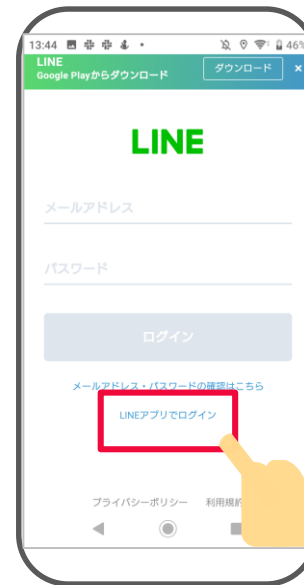 13:44 46%
LINE
Google Playからダウンロード
ダウンロード ×
LINE
メールアドレス
パスワード
ログイン
メールアドレス・パスワードの確認はこちら
LINEアプリでログイン
プライバシーポリシー 利用規約